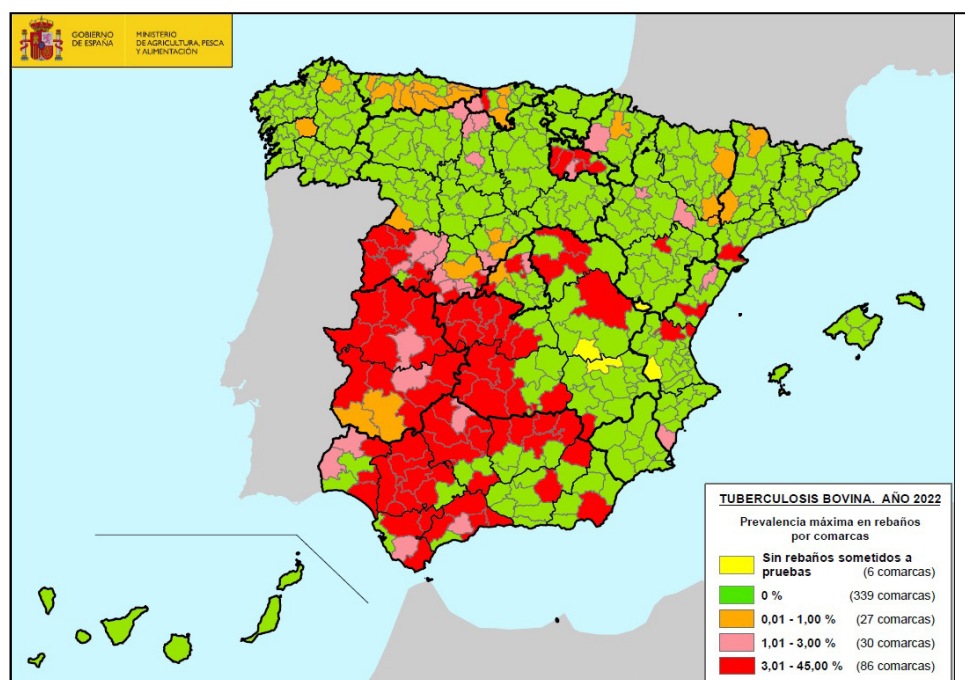 GOBIERNO
DE ESPAÑA
MINISTERIO
DE AGRICULTURA, PESCA
Y ALIMENTACIÓN
TUBERCULOSIS BOVINA. AÑO 2022
Prevalencia máxima en rebaños
por comarcas
Sin rebaños sometidos a
pruebas (6 comarcas)
0 % (339 comarcas)
0,01 - 1,00 % (27 comarcas)
1,01 - 3,00 % (30 comarcas)
3,01 - 45,00 % (86 comarcas)